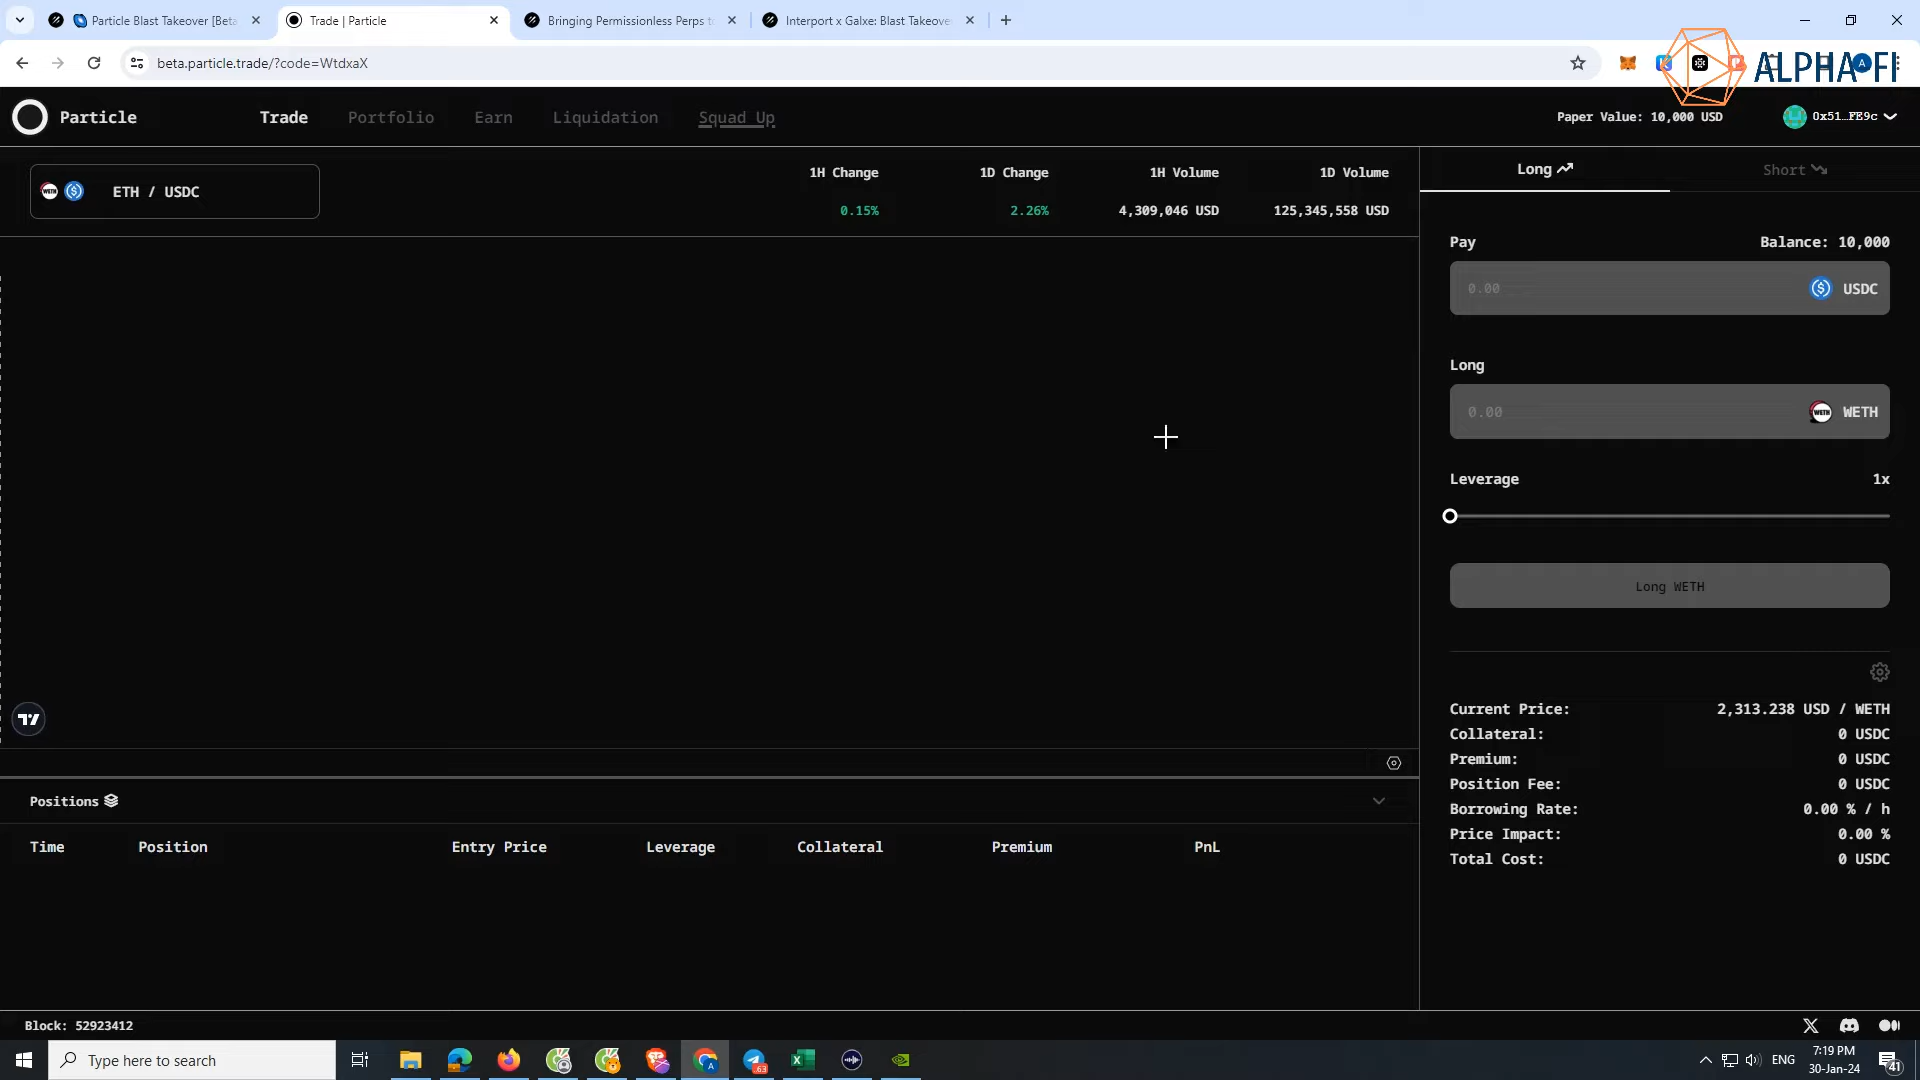 Particle Blast Takeover [Beta
Trade | Particle
Bringing Permissionless Perps t
Interport x Galxe: Blast Takeove
beta.particle.trade/?code=WtdxaX
ALPHA FI
Particle
Trade
Portfolio
Earn
Liquidation
Squad Up
Paper Value: 10,000 USD
0x51…FE9c
WETH
ETH / USDC
1H Change
1D Change
1H Volume
1D Volume
0.15%
2.26%
4,309,046 USD
125,345,558 USD
Long
Short
Pay
Balance: 10,000
0.00
USDC
Long
0.00
WETH
WETH
Leverage
1x
Long WETH
Current Price:
2,313.238 USD / WETH
Collateral:
0 USDC
Premium:
0 USDC
Position Fee:
0 USDC
Borrowing Rate:
0.00 % / h
Price Impact:
0.00 %
Total Cost:
0 USDC
Positions
Time
Position
Entry Price
Leverage
Collateral
Premium
PnL
Block: 52923412
Type here to search
63
ENG
7:19 PM
30-Jan-24
41